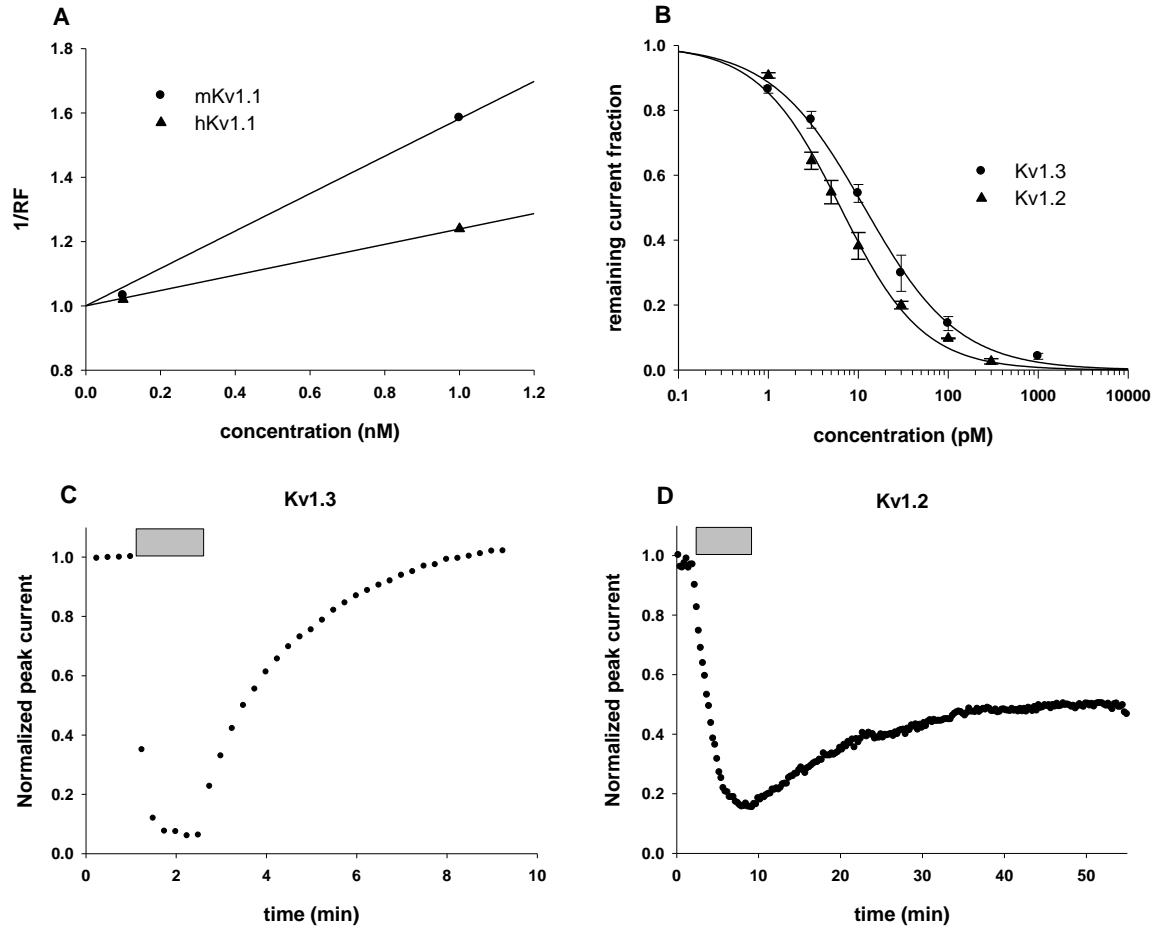 A
1.8
1.6
1.4
1.2
1.0
0.8
1/RF
mKv1.1
hKv1.1
0.0 0.2 0.4 0.6 0.8 1.0 1.2
concentration (nM)
B
1.0
0.8
0.6
0.4
0.2
0.0
remaining current fraction
Kv1.3
Kv1.2
0.1 1 10 100 1000 10000
concentration (pM)
C
Kv1.3
1.0
0.8
0.6
0.4
0.2
0.0
Normalized peak current
0 2 4 6 8 10
time (min)
D
Kv1.2
1.0
0.8
0.6
0.4
0.2
0.0
Normalized peak current
0 10 20 30 40 50
time (min)